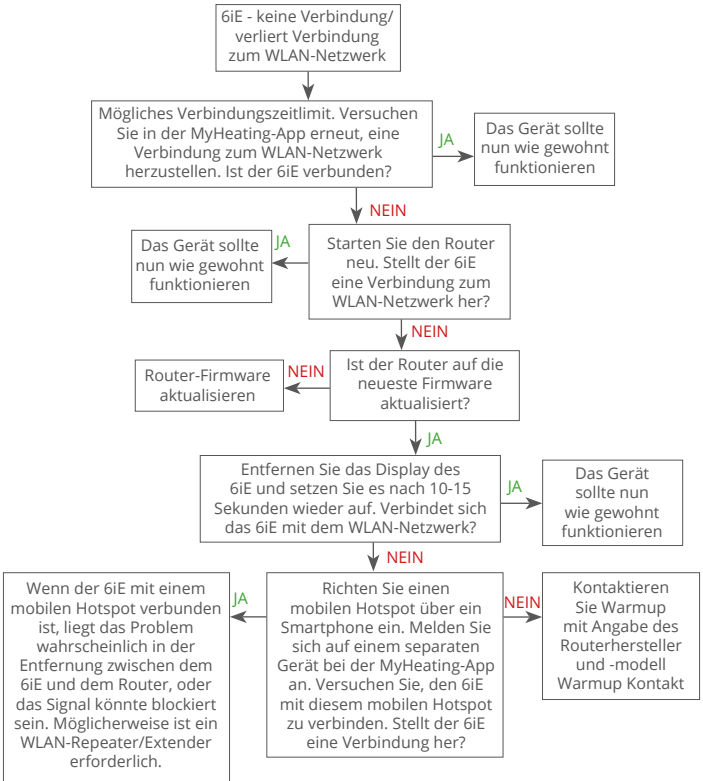 6iE - keine Verbindung/
verliert Verbindung
zum WLAN-Netzwerk
Mögliches Verbindungszeitlimit. Versuchen
Sie in der MyHeating-App erneut, eine
Verbindung zum WLAN-Netzwerk
herzustellen. Ist der 6iE verbunden?
JA
Das Gerät sollte
nun wie gewohnt
funktionieren
NEIN
Starten Sie den Router
neu. Stellt der 6iE
eine Verbindung zum
WLAN-Netzwerk her?
JA
Das Gerät sollte
nun wie gewohnt
funktionieren
NEIN
Ist der Router auf die
neueste Firmware
aktualisiert?
NEIN
Router-Firmware
aktualisieren
JA
Entfernen Sie das Display des
6iE und setzen Sie es nach 10-15
Sekunden wieder auf. Verbindet sich
das 6iE mit dem WLAN-Netzwerk?
JA
Das Gerät
sollte nun
wie gewohnt
funktionieren
NEIN
Richten Sie einen
mobilen Hotspot über ein
Smartphone ein. Melden Sie
sich auf einem separaten
Gerät bei der MyHeating-App
an. Versuchen Sie, den 6iE
mit diesem mobilen Hotspot
zu verbinden. Stellt der 6iE
eine Verbindung her?
JA
Wenn der 6iE mit einem
mobilen Hotspot verbunden
ist, liegt das Problem
wahrscheinlich in der
Entfernung zwischen dem
6iE und dem Router, oder
das Signal könnte blockiert
sein. Möglicherweise ist ein
WLAN-Repeater/Extender
erforderlich.
NEIN
Kontaktieren
Sie Warmup
mit Angabe des
Routerhersteller
und -modell
Warmup Kontakt